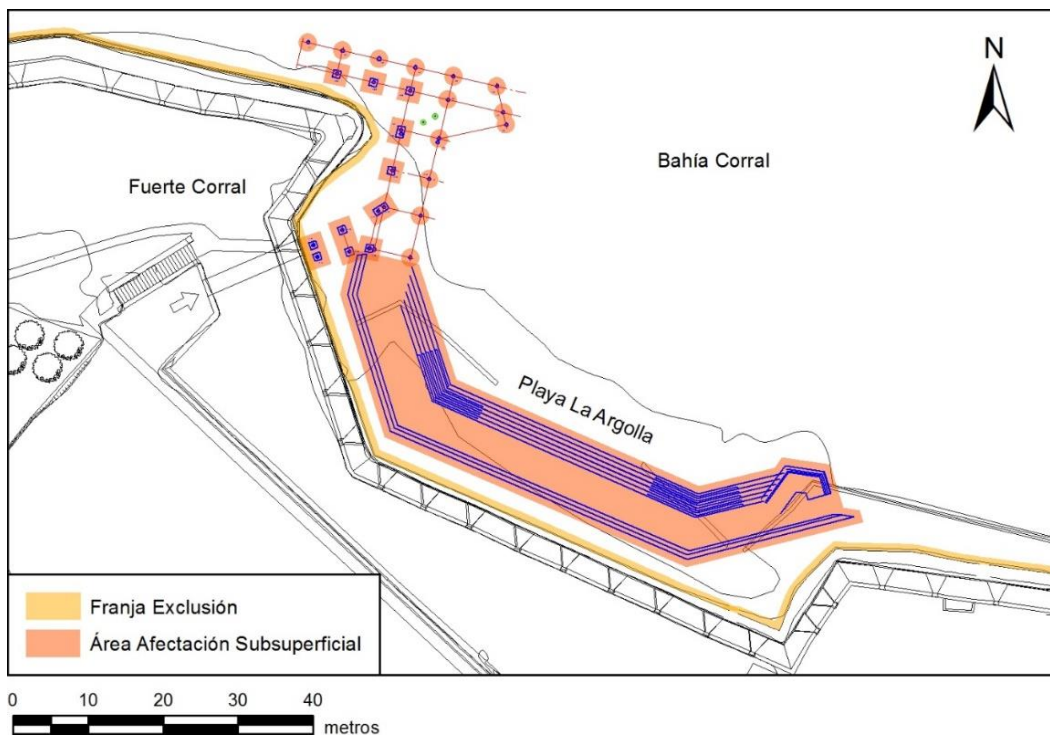 N
Bahía Corral
Fuerte Corral
Playa La Argolla
Franja Exclusión
Área Afectación Subsuperficial
0 10 20 30 40
metros